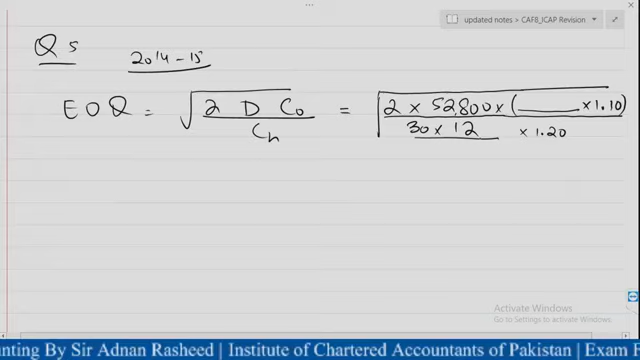 updated notes > CAF8_ICAP Revision
Q 5
2014-15
EOQ = √ 2 D Co / Ch = √ 2 × 52,800 × ( ____ × 1.10) / 30 × 12 × 1.20
Activate Windows
Go to Settings to activate Windows.
nting By Sir Adnan Rasheed | Institute of Chartered Accountants of Pakistan | Exam F